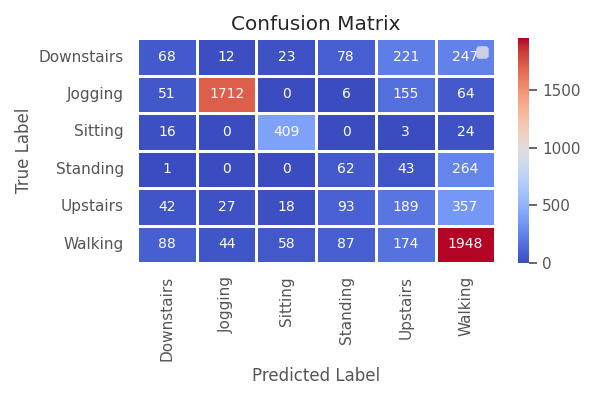 Confusion Matrix
True Label
Downstairs 68 12 23 78 221 247
Jogging 51 1712 0 6 155 64
Sitting 16 0 409 0 3 24
Standing 1 0 0 62 43 264
Upstairs 42 27 18 93 189 357
Walking 88 44 58 87 174 1948
Downstairs Jogging Sitting Standing Upstairs Walking
Predicted Label
1500
1000
500
0